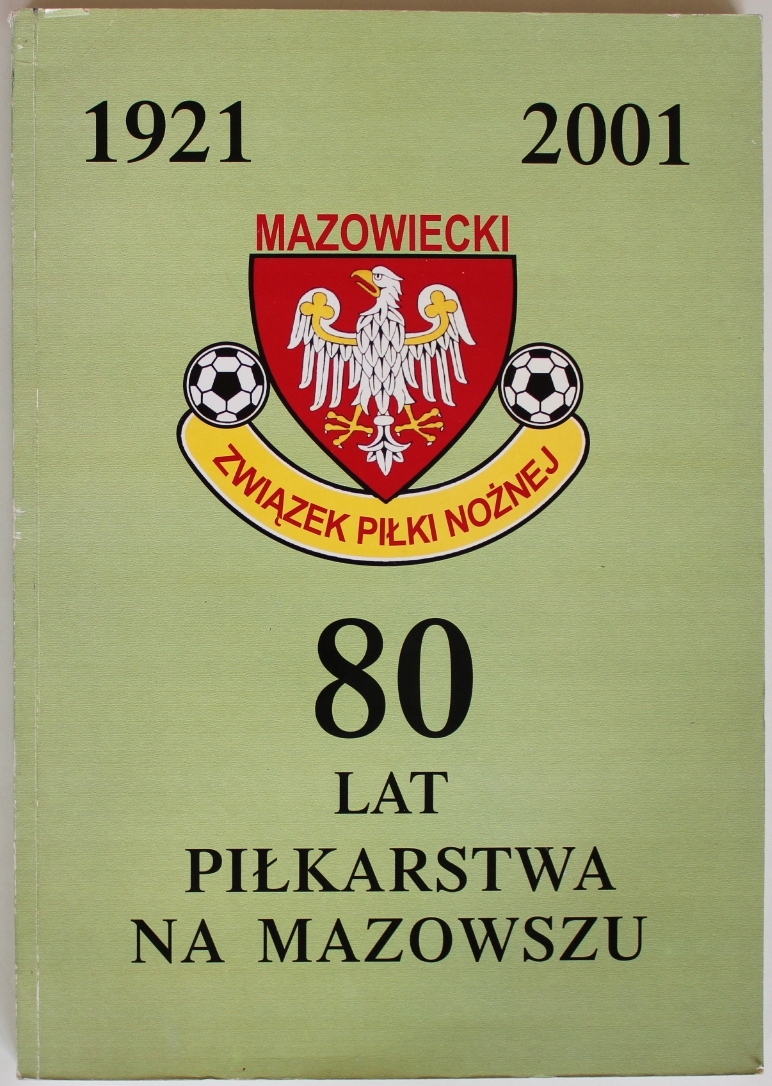 1921 2001
MAZOWIECKI
ZWIĄZEK PIŁKI NOŻNEJ
80
LAT
PIŁKARSTWA
NA MAZOWSZU